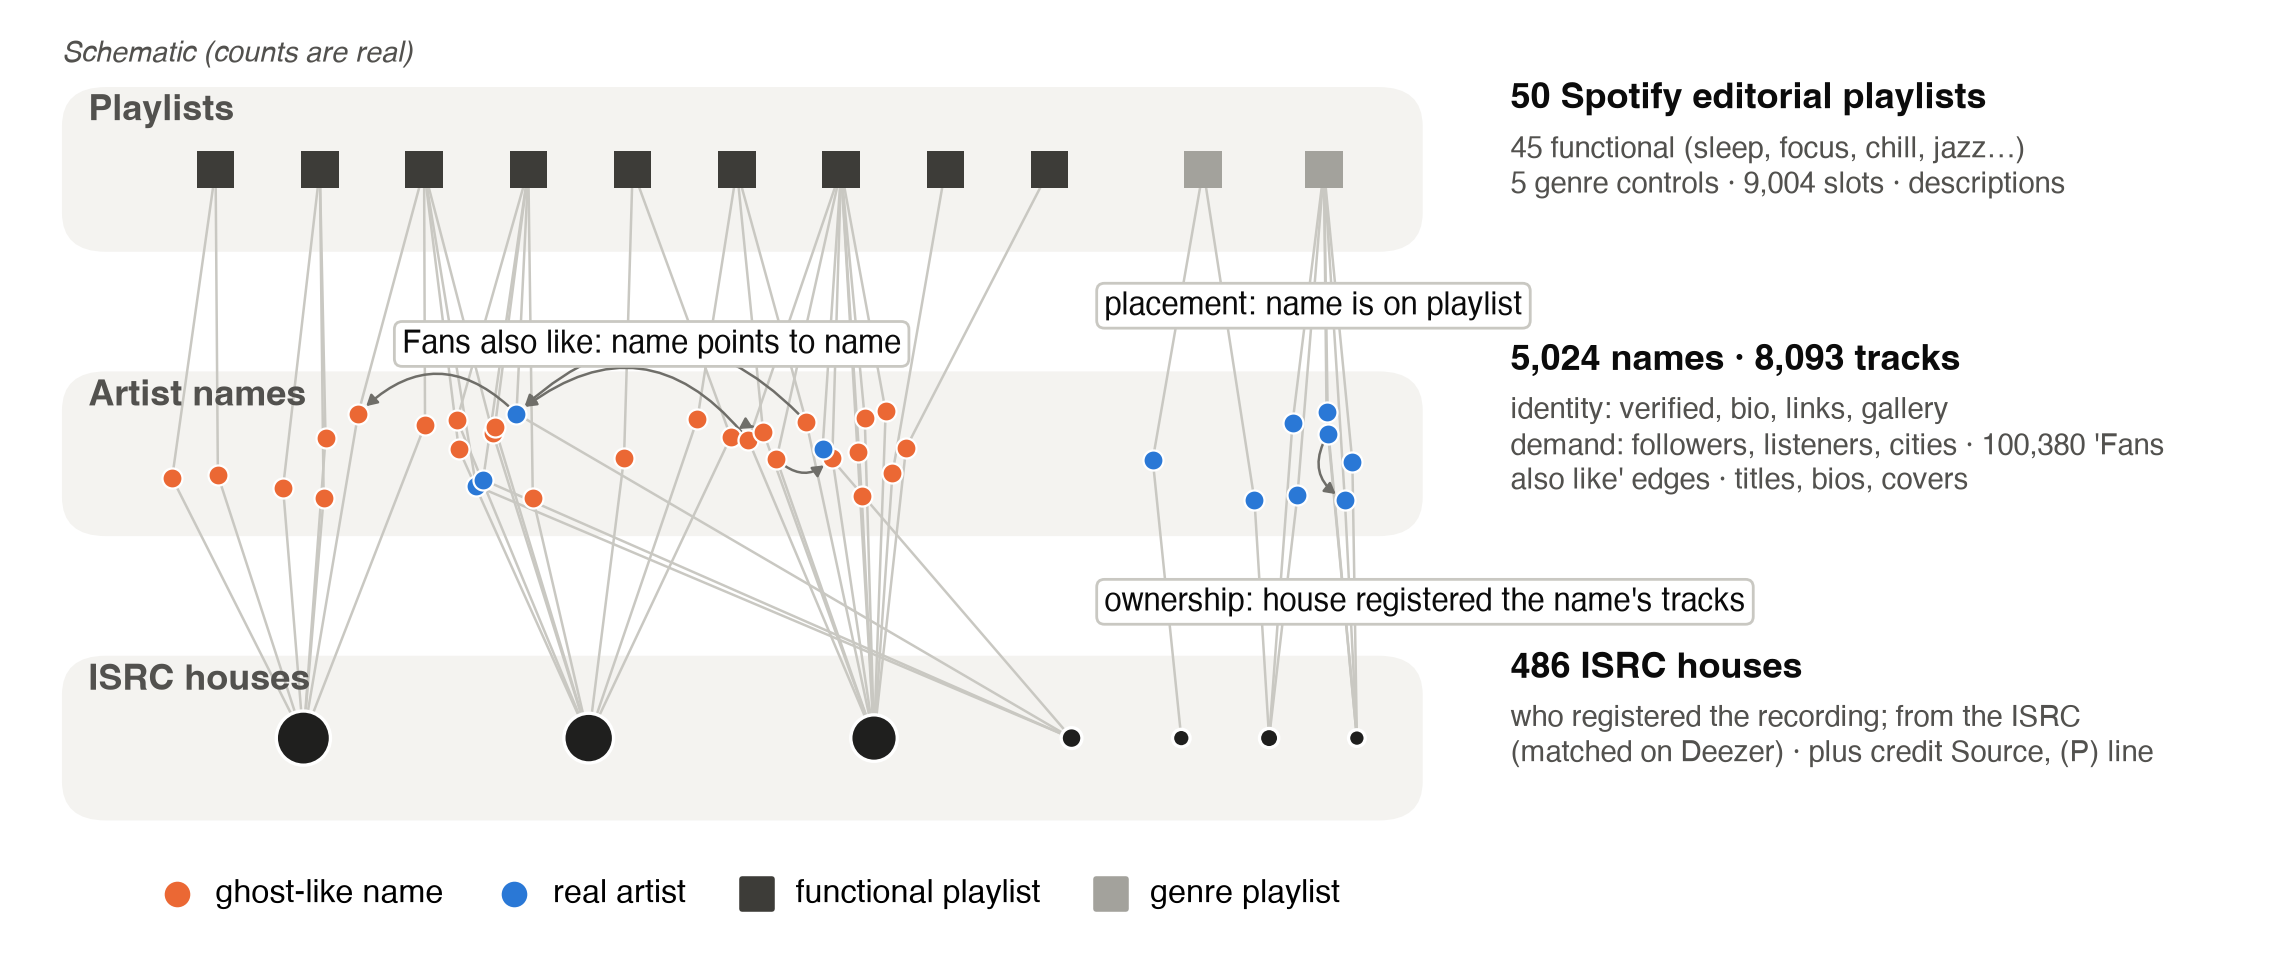 Schematic (counts are real)
Playlists
50 Spotify editorial playlists
45 functional (sleep, focus, chill, jazz…)
5 genre controls · 9,004 slots · descriptions
placement: name is on playlist
Fans also like: name points to name
Artist names
5,024 names · 8,093 tracks
identity: verified, bio, links, gallery
demand: followers, listeners, cities · 100,380 'Fans
also like' edges · titles, bios, covers
ownership: house registered the name's tracks
ISRC houses
486 ISRC houses
who registered the recording; from the ISRC
(matched on Deezer) · plus credit Source, (P) line
ghost-like name
real artist
functional playlist
genre playlist